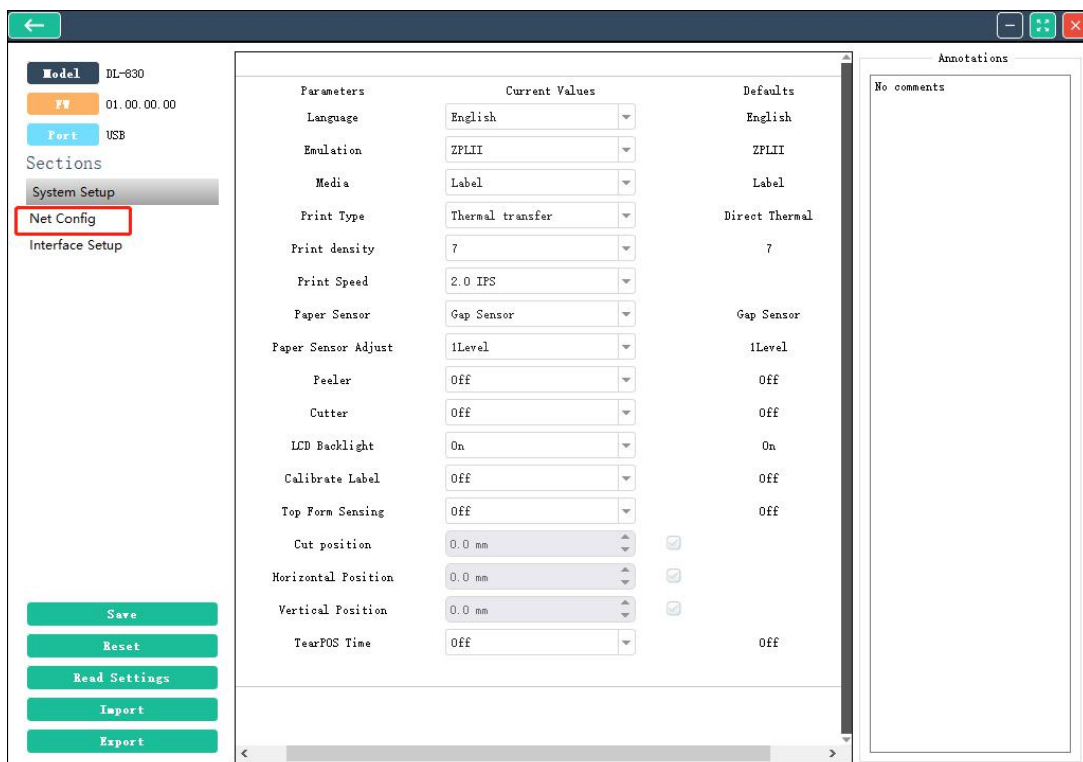 Model DL-630
FW 01.00.00.00
Port USB
Sections
System Setup
Net Config
Interface Setup
Save
Reset
Read Settings
Import
Export
Parameters Current Values Defaults
Language English English
Emulation ZPLII ZPLII
Media Label Label
Print Type Thermal transfer Direct Thermal
Print density 7 7
Print Speed 2.0 IPS
Paper Sensor Gap Sensor Gap Sensor
Paper Sensor Adjust 1Level 1Level
Peeler Off Off
Cutter Off Off
LCD Backlight On On
Calibrate Label Off Off
Top Form Sensing Off Off
Cut position 0.0 mm
Horizontal Position 0.0 mm
Vertical Position 0.0 mm
TearPOS Time Off Off
Annotations
No comments